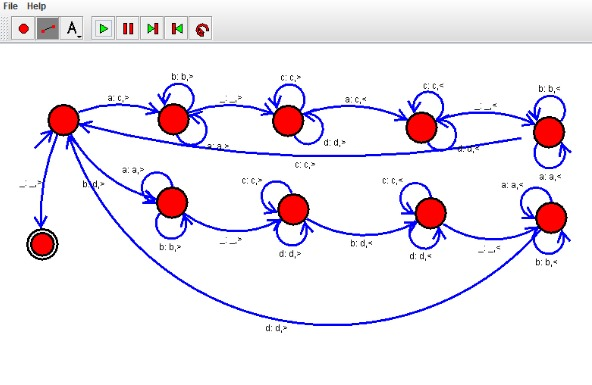 File Help
A
b: b,>
c: c,>
c: c,<
b: b,<
a: c,>
_: _,>
a: c,<
_: _,<
a: a,>
d: d,>
d: d,<
c: c,>
a: a,<
_: _,>
b: d,>
a: a,>
c: c,>
c: c,<
a: a,<
b: b,>
_: _,>
d: d,>
b: d,<
d: d,<
_: _,<
b: b,<
d: d,>